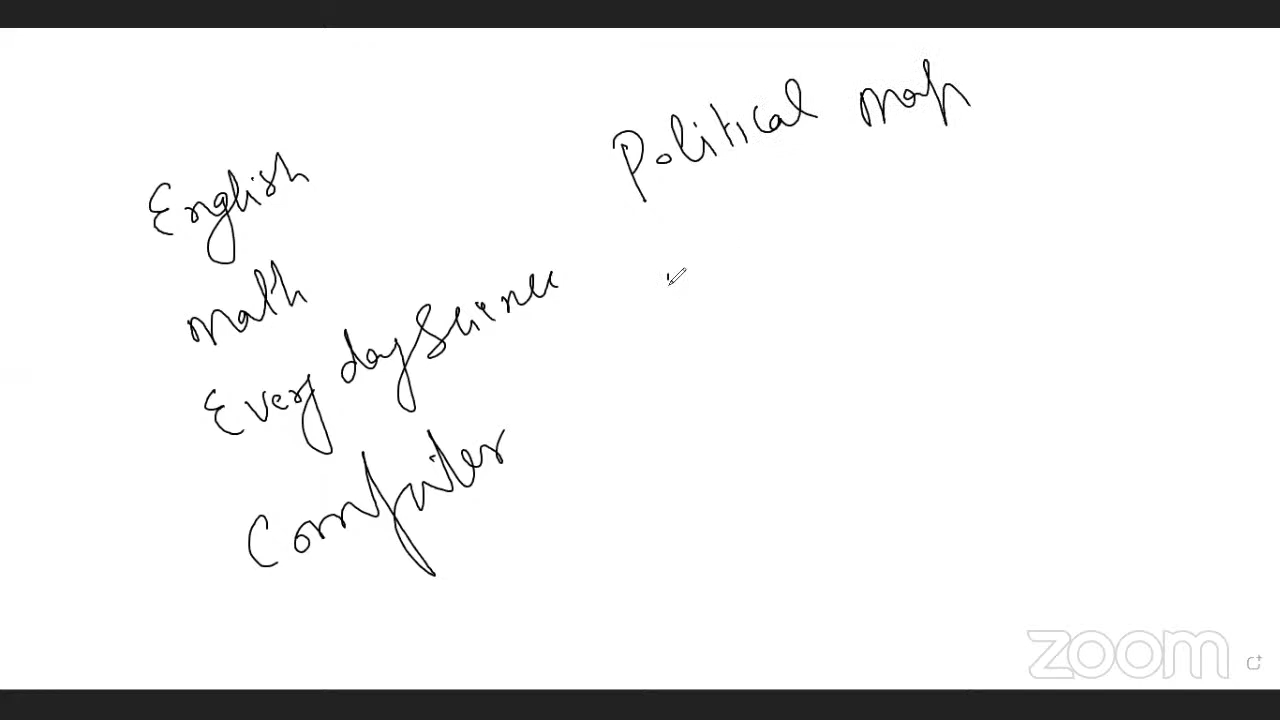 Political map
English
math
Every day Science
Computer
zoom